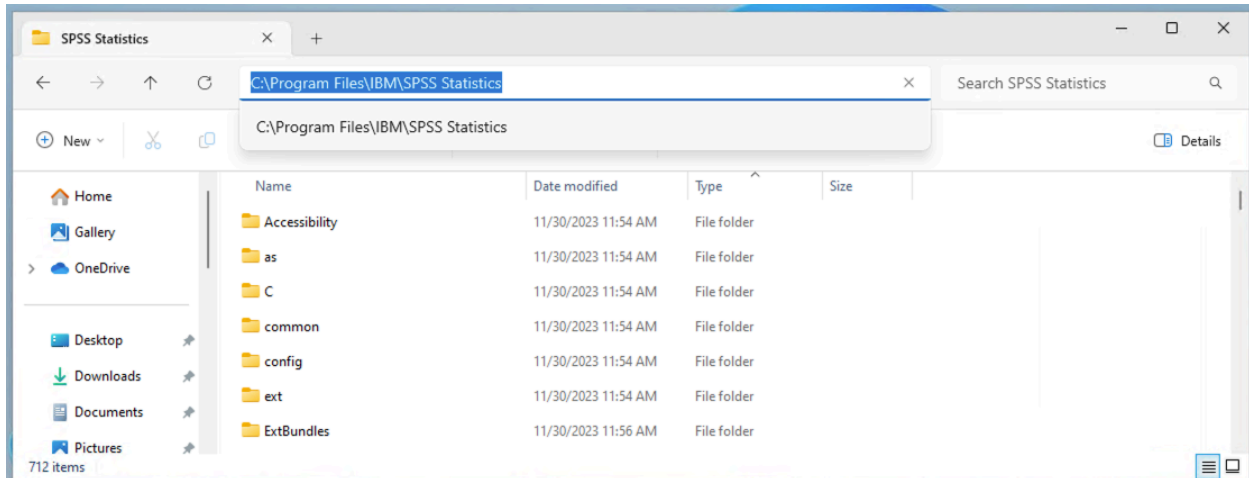 SPSS Statistics
C:\Program Files\IBM\SPSS Statistics
Search SPSS Statistics
C:\Program Files\IBM\SPSS Statistics
New
Details
Name Date modified Type Size
Home
Gallery
OneDrive
Desktop
Downloads
Documents
Pictures
Accessibility 11/30/2023 11:54 AM File folder
as 11/30/2023 11:54 AM File folder
C 11/30/2023 11:54 AM File folder
common 11/30/2023 11:54 AM File folder
config 11/30/2023 11:54 AM File folder
ext 11/30/2023 11:54 AM File folder
ExtBundles 11/30/2023 11:56 AM File folder
712 items